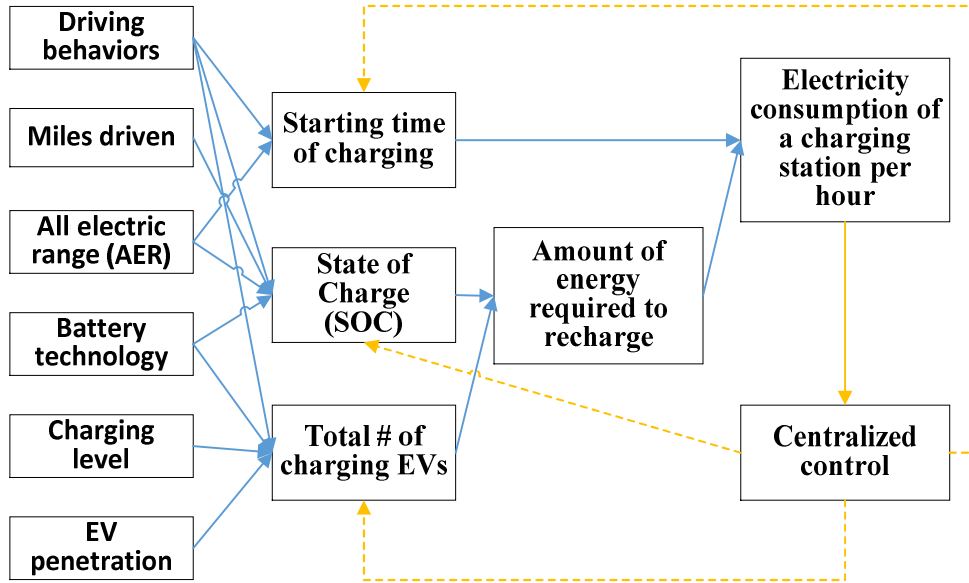 Driving
behaviors
Miles driven
All electric
range (AER)
Battery
technology
Charging
level
EV
penetration
Starting time
of charging
State of
Charge
(SOC)
Total # of
charging EVs
Amount of
energy
required to
recharge
Electricity
consumption of
a charging
station per
hour
Centralized
control